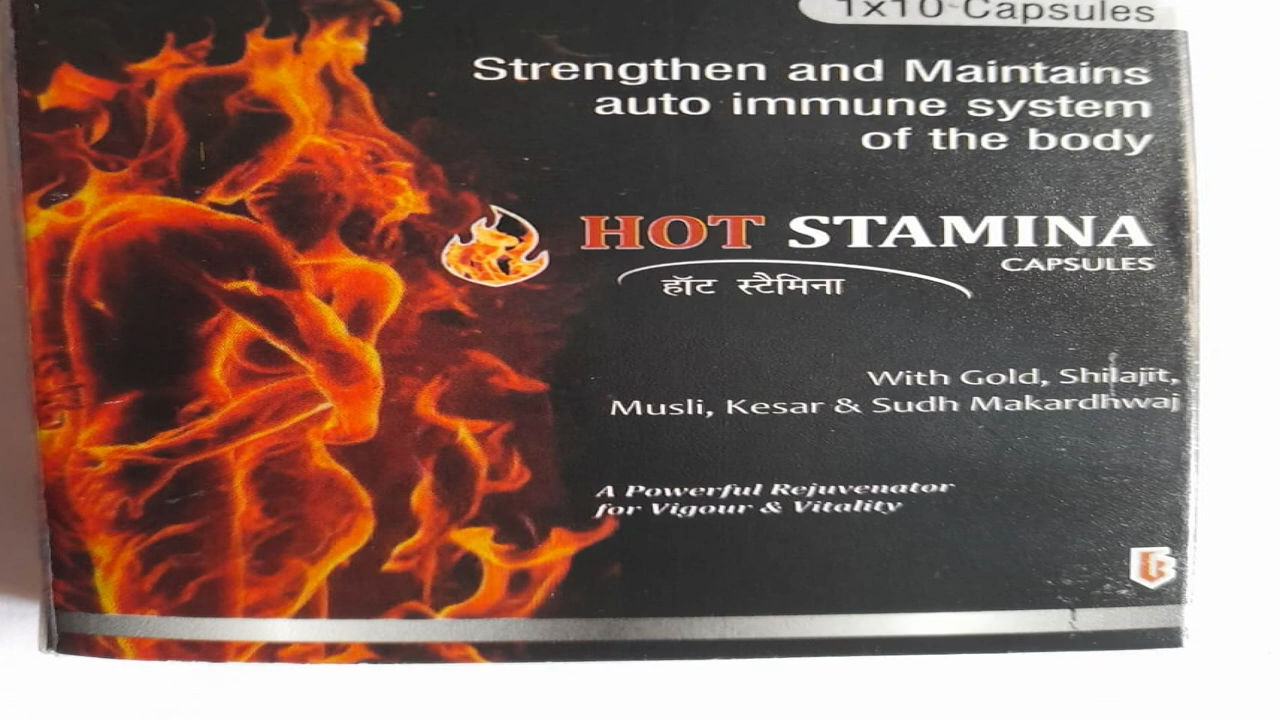 1x10 Capsules
Strengthen and Maintains
auto immune system
of the body
HOT STAMINA
CAPSULES
हॉट स्टैमिना
With Gold, Shilajit,
Musli, Kesar & Sudh Makardhwaj
A Powerful Rejuvenator
for Vigour & Vitality